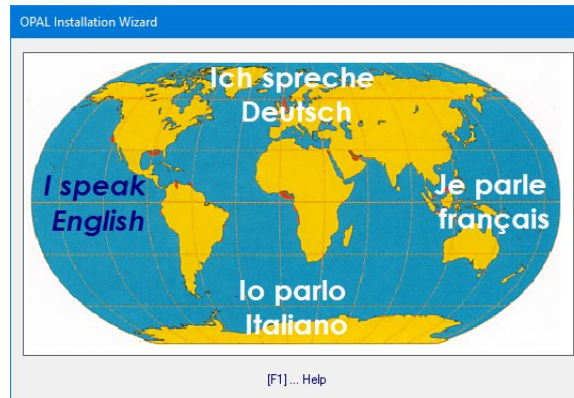 OPAL Installation Wizard
Ich spreche
Deutsch
I speak
English
Je parle
français
Io parlo
Italiano
[F1] ... Help